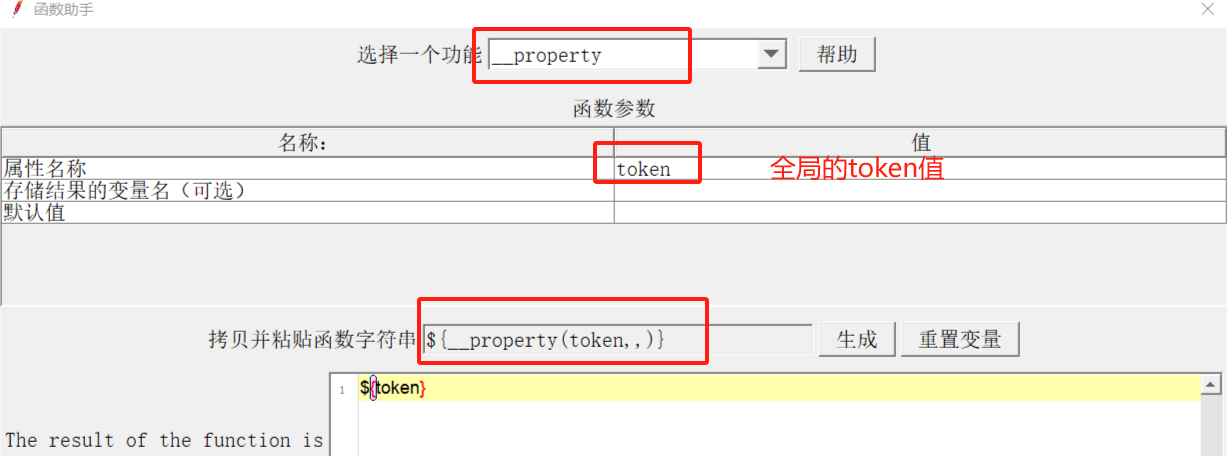 函数助手
选择一个功能 __property 帮助
函数参数
名称: 值
属性名称 token 全局的token值
存储结果的变量名（可选）
默认值
拷贝并粘贴函数字符串 ${__property(token,,)} 生成 重置变量
1 ${token}
The result of the function is